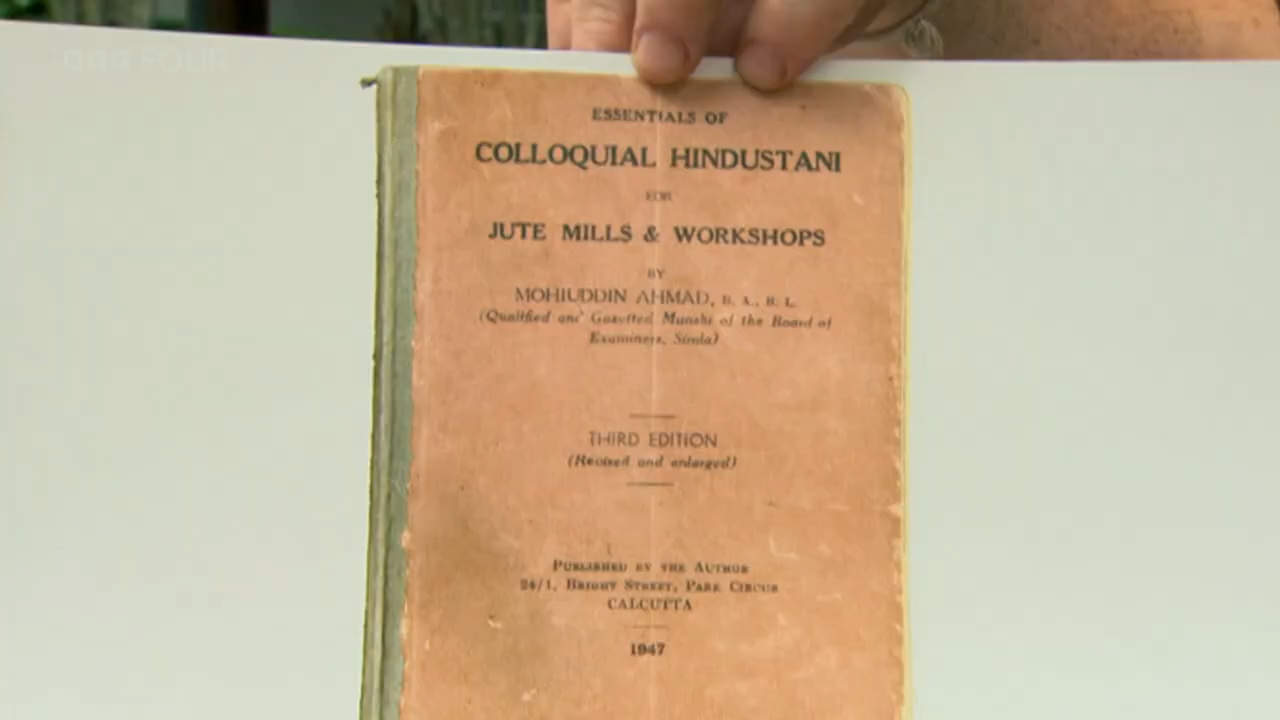 BBC FOUR
ESSENTIALS OF
COLLOQUIAL HINDUSTANI
FOR
JUTE MILLS & WORKSHOPS
BY
MOHIUDDIN AHMAD, B. A., B. L.
(Qualified and Gazetted Munshi of the Board of
Examiners, Simla)
THIRD EDITION
(Revised and enlarged)
PUBLISHED BY THE AUTHOR
24/1, BRIGHT STREET, PARK CIRCUS
CALCUTTA
1947